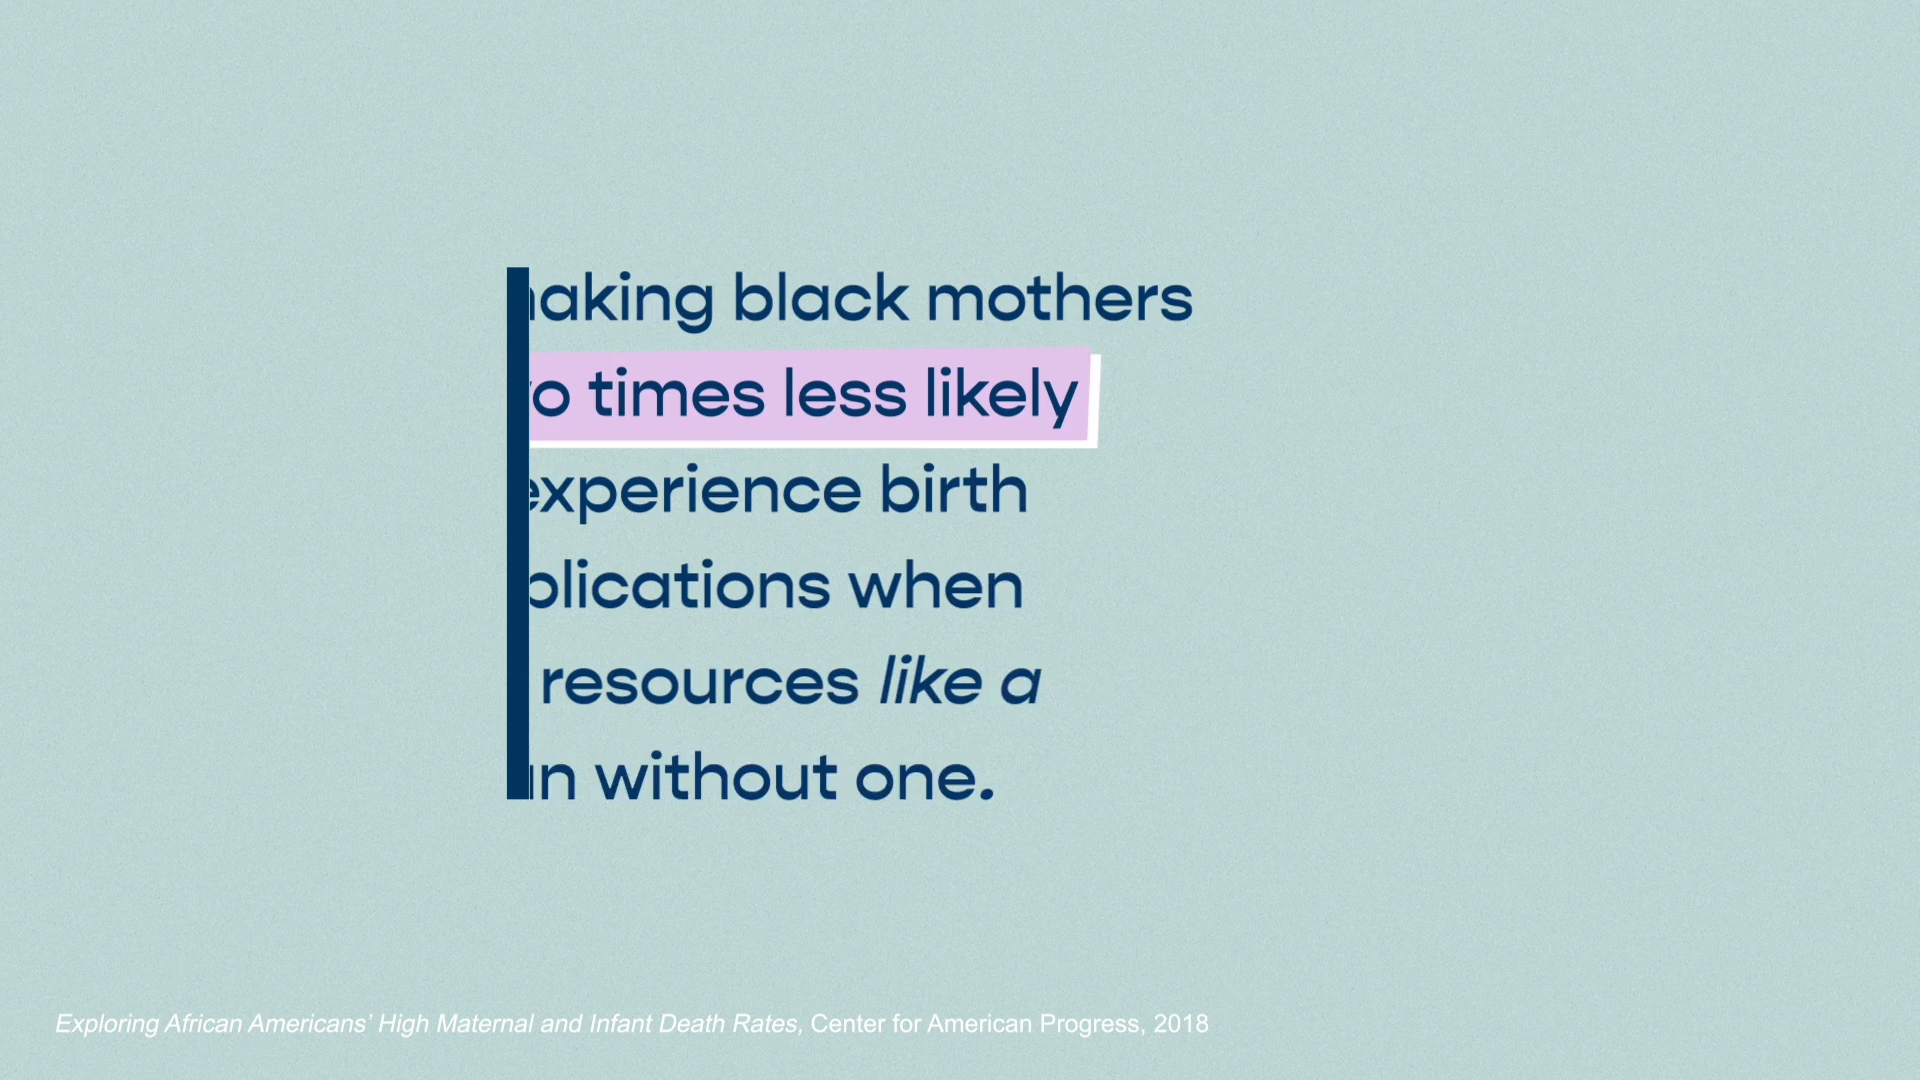 aking black mothers
o times less likely
experience birth
plications when
resources like a
n without one.
Exploring African Americans’ High Maternal and Infant Death Rates, Center for American Progress, 2018